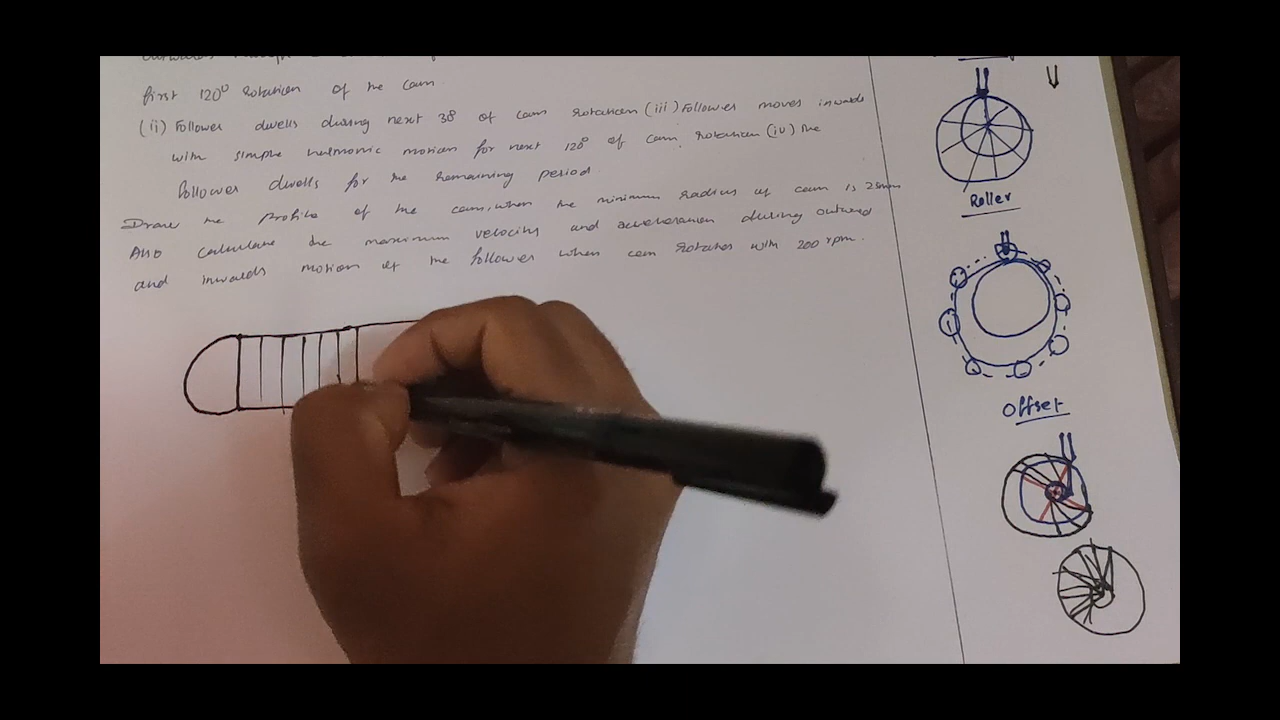 first 120° Rotation of the cam.
(ii) Follower dwells during next 30° of cam Rotation (iii) Follower moves inwards
with simple harmonic motion for next 120° of cam Rotation (iv) The
follower dwells for the remaining period.
Draw the profile of the cam, when the minimum radius of cam is 25mm
Also calculate the maximum velocity and acceleration during outward
and inwards motion of the follower when cam Rotates with 200 rpm.
Roller
Offset